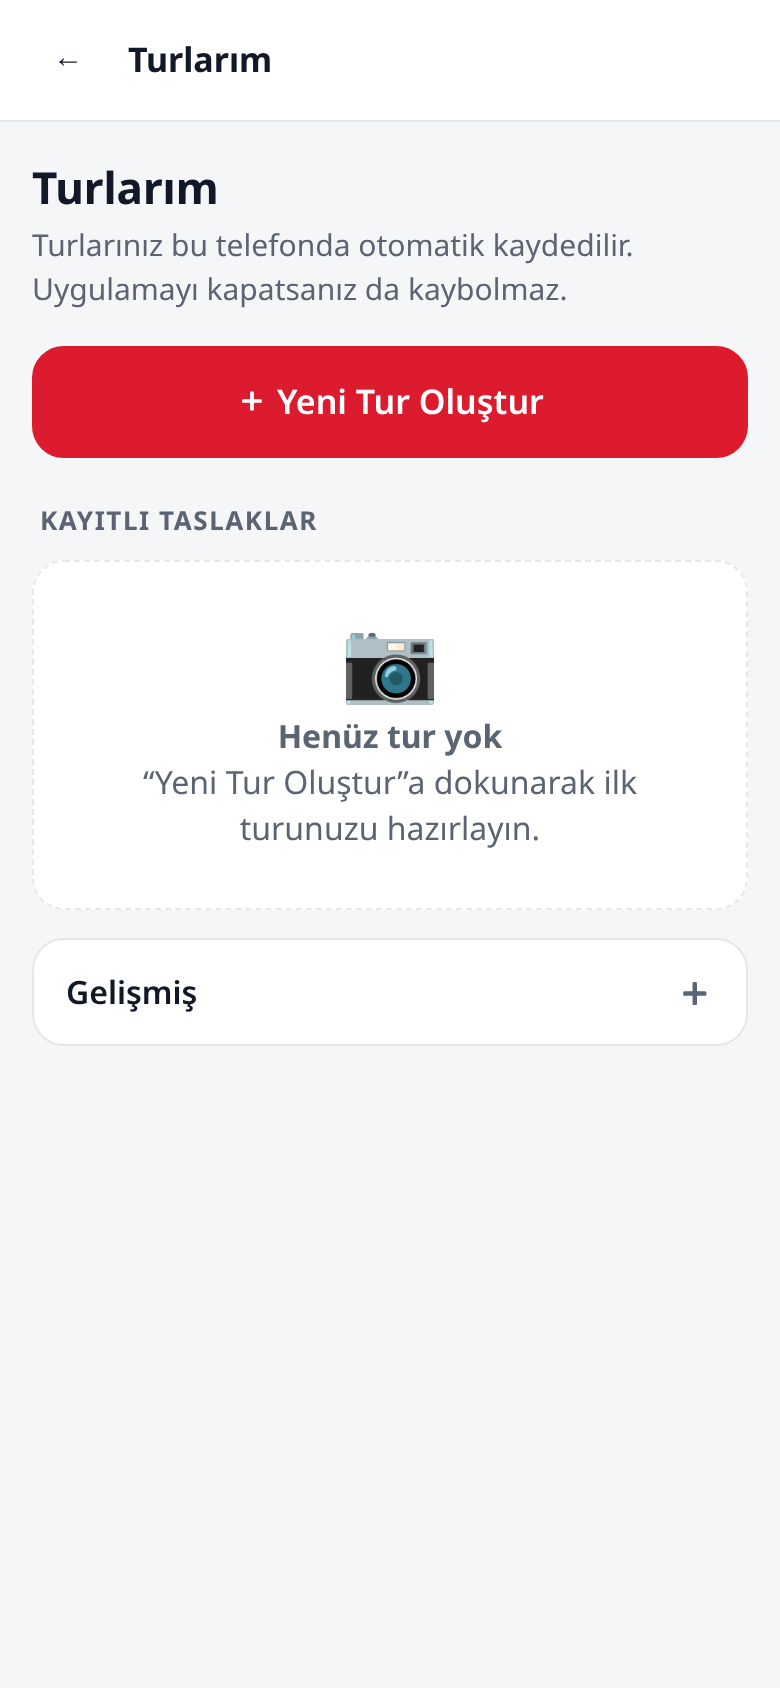 ← Turlarım
Turlarım
Turlarınız bu telefonda otomatik kaydedilir.
Uygulamayı kapatsanız da kaybolmaz.
+ Yeni Tur Oluştur
KAYITLI TASLAKLAR
Henüz tur yok
“Yeni Tur Oluştur”a dokunarak ilk
turunuzu hazırlayın.
Gelişmiş +